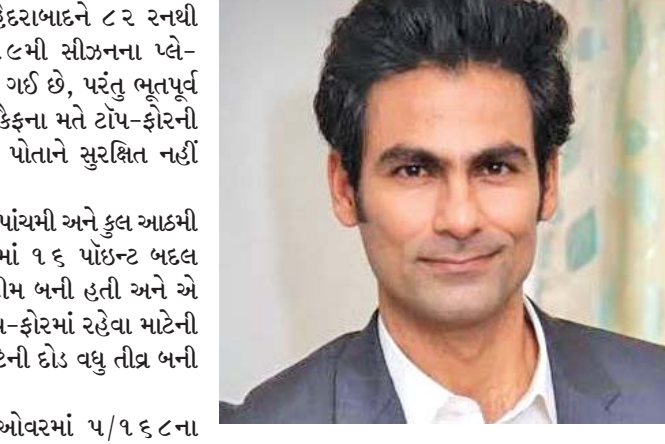 હૈદરાબાદને ૮૨ રનથી
૯મી સીઝનના પ્લે-
ગઈ છે, પરંતુ ભૂતપૂર્વ
કૈફના મતે ટૉપ-ફોરની
પોતાને સુરક્ષિત નહીં
પાંચમી અને કુલ આઠમી
માં ૧૬ પૉઇન્ટ બદલ
ીમ બની હતી અને એ
-ફોરમાં રહેવા માટેની
ટેની દોડ વધુ તીવ્ર બની
ઓવરમાં ૫/૧૬૮ના